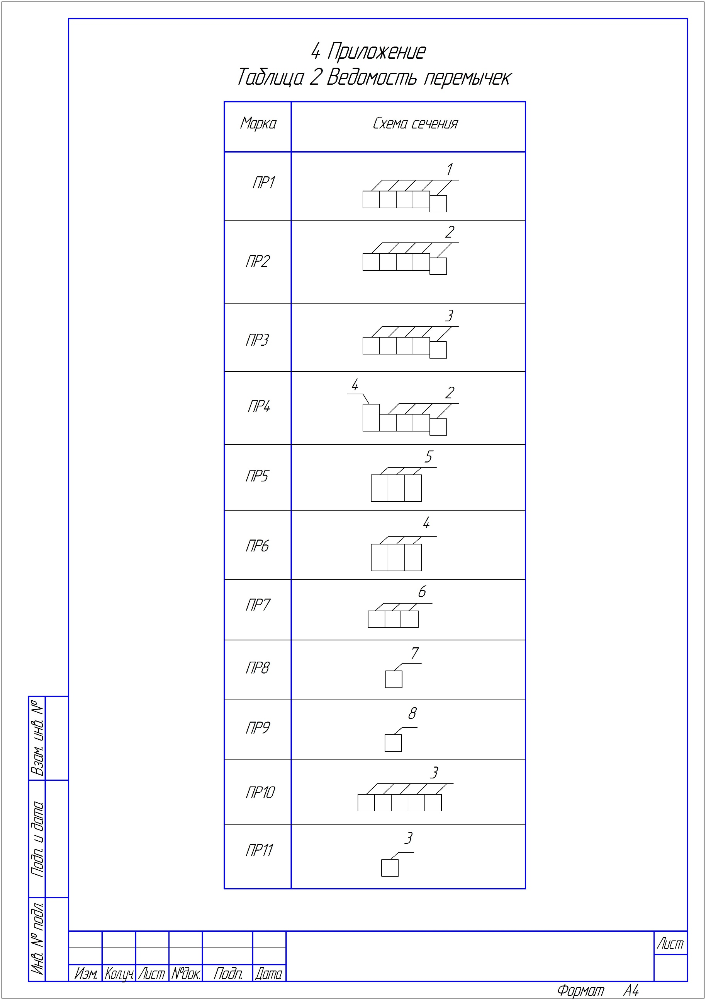 4 Приложение
Таблица 2 Ведомость перемычек
Марка Схема сечения
ПР1 1
ПР2 2
ПР3 3
ПР4 4 2
ПР5 5
ПР6 4
ПР7 6
ПР8 7
ПР9 8
ПР10 3
ПР11 3
Взам. инв. №
Подп. и дата
Инв. № подл.
Изм. Кол.уч. Лист №док. Подп. Дата
Лист
Формат А4